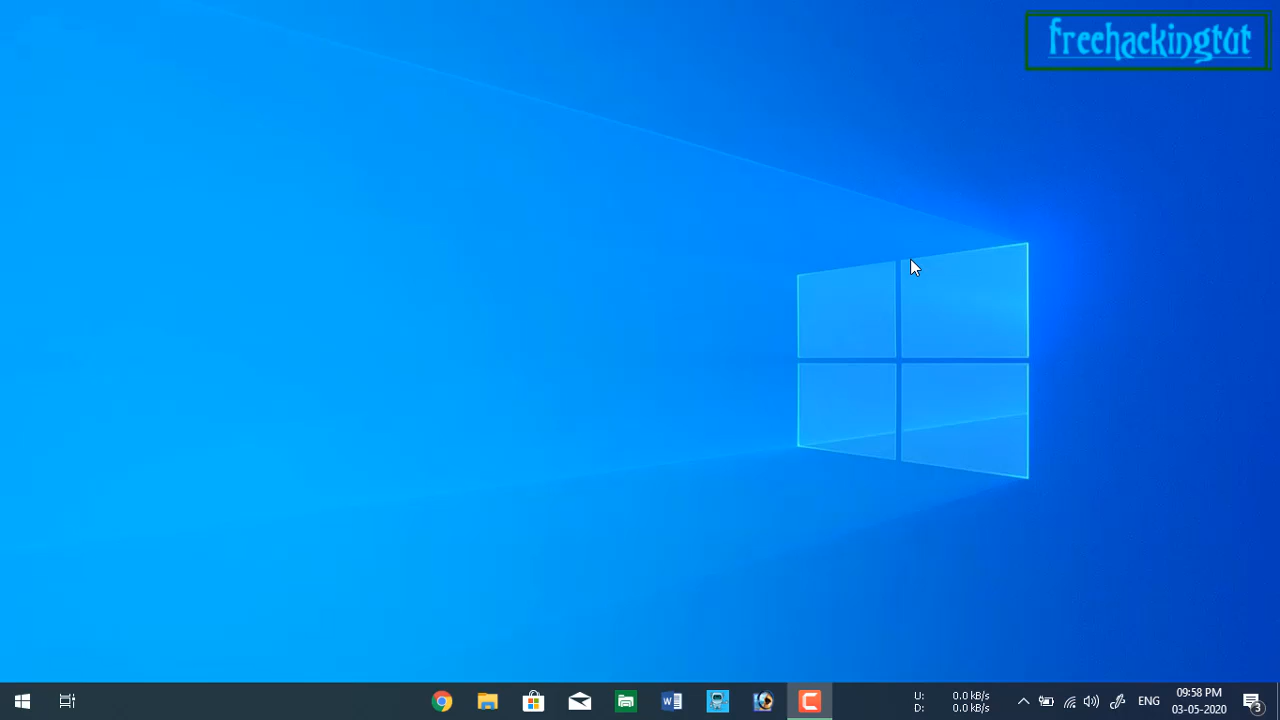 freehackingtut
U: 0.0 kB/s
D: 0.0 kB/s
ENG
09:58 PM
03-05-2020
3